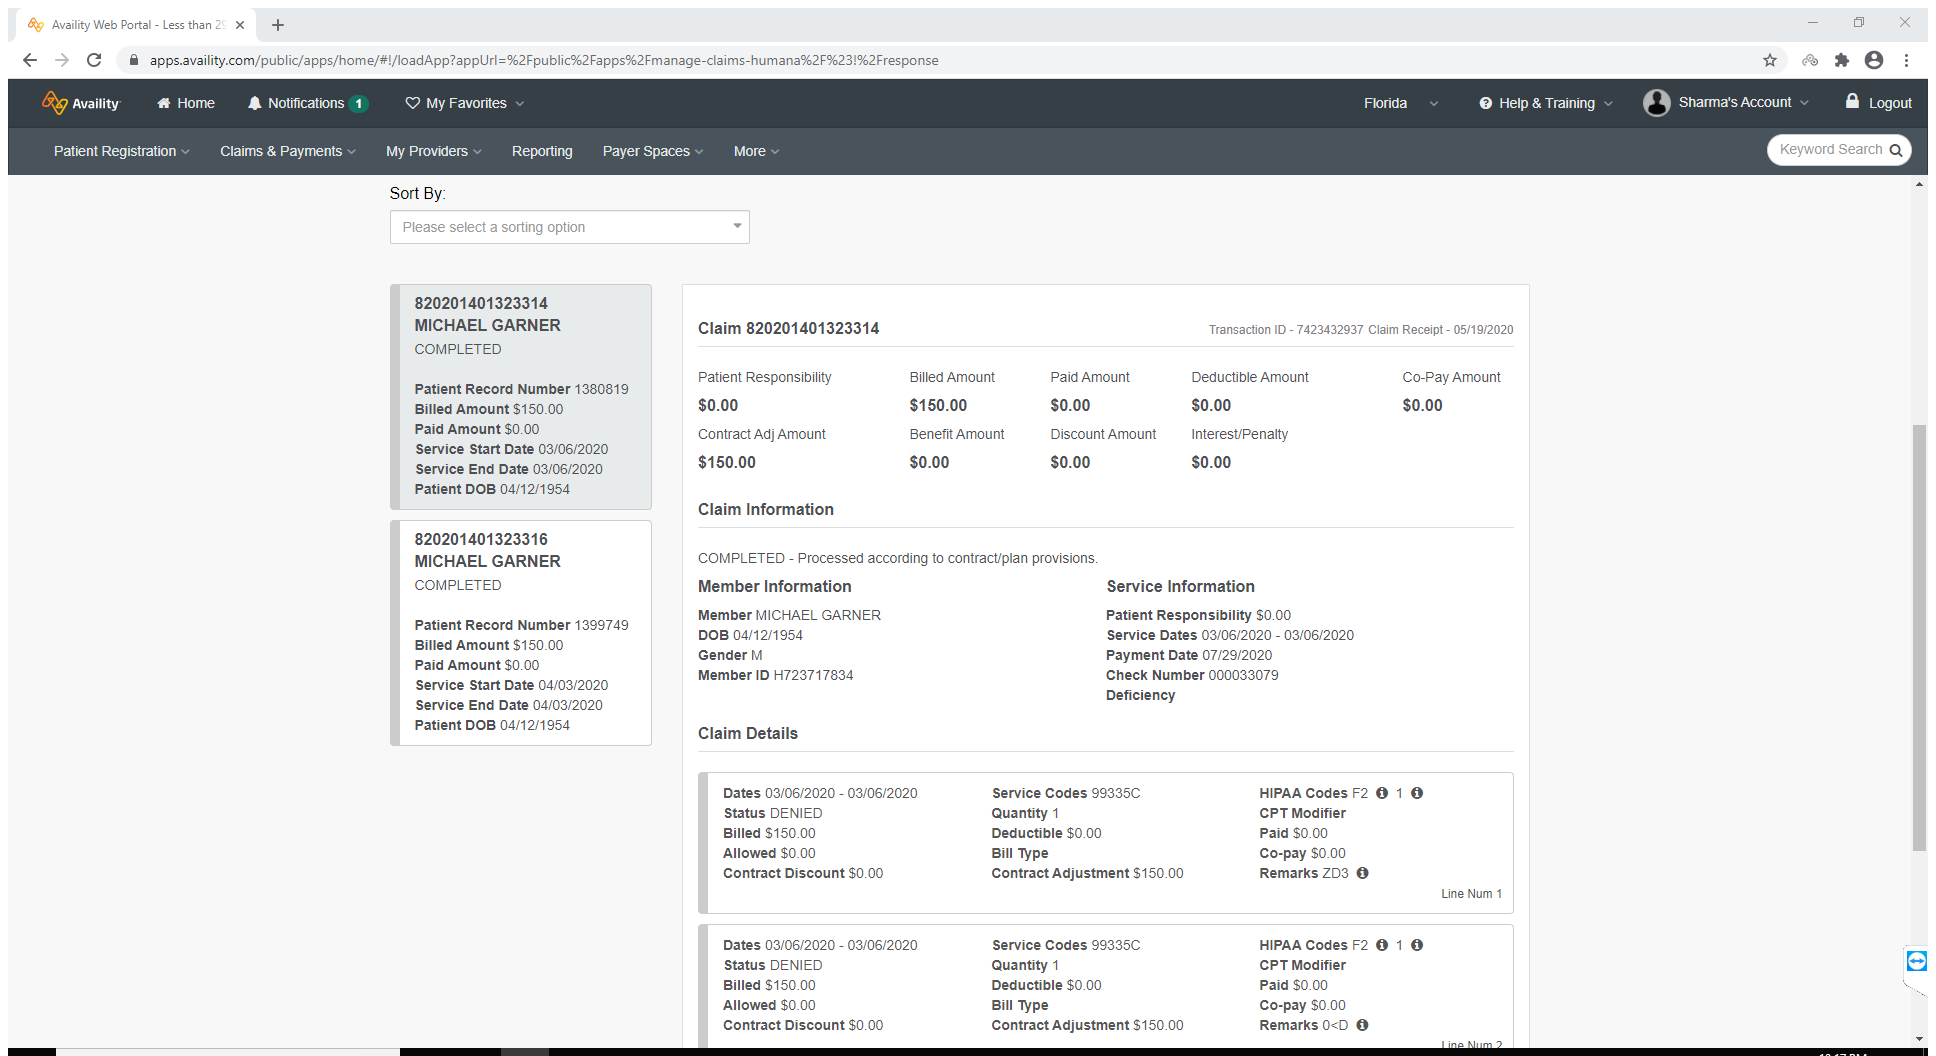 Availity Web Portal - Less than 29
apps.availity.com/public/apps/home/#!/loadApp?appUrl=%2Fpublic%2Fapps%2Fmanage-claims-humana%2F%23!%2Fresponse
Availity Home Notifications 1 My Favorites Florida Help & Training Sharma's Account Logout
Patient Registration Claims & Payments My Providers Reporting Payer Spaces More Keyword Search
Sort By:
Please select a sorting option
820201401323314
MICHAEL GARNER
COMPLETED
Patient Record Number 1380819
Billed Amount $150.00
Paid Amount $0.00
Service Start Date 03/06/2020
Service End Date 03/06/2020
Patient DOB 04/12/1954
820201401323316
MICHAEL GARNER
COMPLETED
Patient Record Number 1399749
Billed Amount $150.00
Paid Amount $0.00
Service Start Date 04/03/2020
Service End Date 04/03/2020
Patient DOB 04/12/1954
Claim 820201401323314 Transaction ID - 7423432937 Claim Receipt - 05/19/2020
Patient Responsibility Billed Amount Paid Amount Deductible Amount Co-Pay Amount
$0.00 $150.00 $0.00 $0.00 $0.00
Contract Adj Amount Benefit Amount Discount Amount Interest/Penalty
$150.00 $0.00 $0.00 $0.00
Claim Information
COMPLETED - Processed according to contract/plan provisions.
Member Information
Member MICHAEL GARNER
DOB 04/12/1954
Gender M
Member ID H723717834
Service Information
Patient Responsibility $0.00
Service Dates 03/06/2020 - 03/06/2020
Payment Date 07/29/2020
Check Number 000033079
Deficiency
Claim Details
Dates 03/06/2020 - 03/06/2020 Service Codes 99335C HIPAA Codes F2 1
Status DENIED Quantity 1 CPT Modifier
Billed $150.00 Deductible $0.00 Paid $0.00
Allowed $0.00 Bill Type Co-pay $0.00
Contract Discount $0.00 Contract Adjustment $150.00 Remarks ZD3
Line Num 1
Dates 03/06/2020 - 03/06/2020 Service Codes 99335C HIPAA Codes F2 1
Status DENIED Quantity 1 CPT Modifier
Billed $150.00 Deductible $0.00 Paid $0.00
Allowed $0.00 Bill Type Co-pay $0.00
Contract Discount $0.00 Contract Adjustment $150.00 Remarks 0<D
Line Num 2